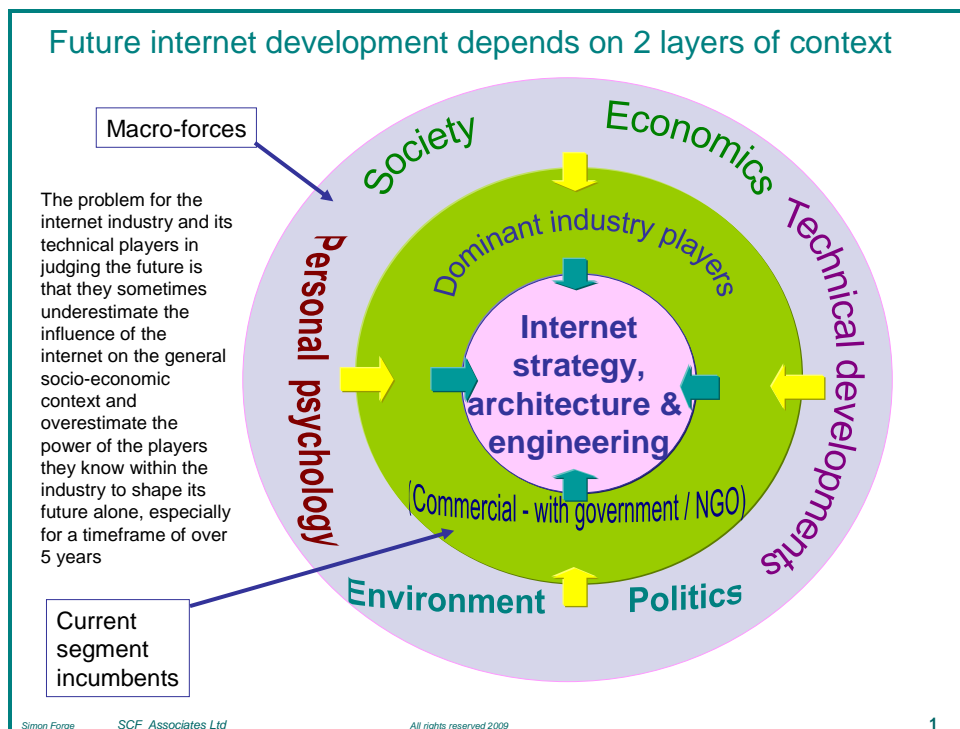 Future internet development depends on 2 layers of context
Macro-forces
Society
Economics
Technical developments
Personal psychology
Environment
Politics
The problem for the
internet industry and its
technical players in
judging the future is
that they sometimes
underestimate the
influence of the
internet on the general
socio-economic
context and
overestimate the
power of the players
they know within the
industry to shape its
future alone, especially
for a timeframe of over
5 years
Dominant industry players
Internet
strategy,
architecture &
engineering
(Commercial - with government / NGO)
Current
segment
incumbents
Simon Forge SCF Associates Ltd All rights reserved 2009 1